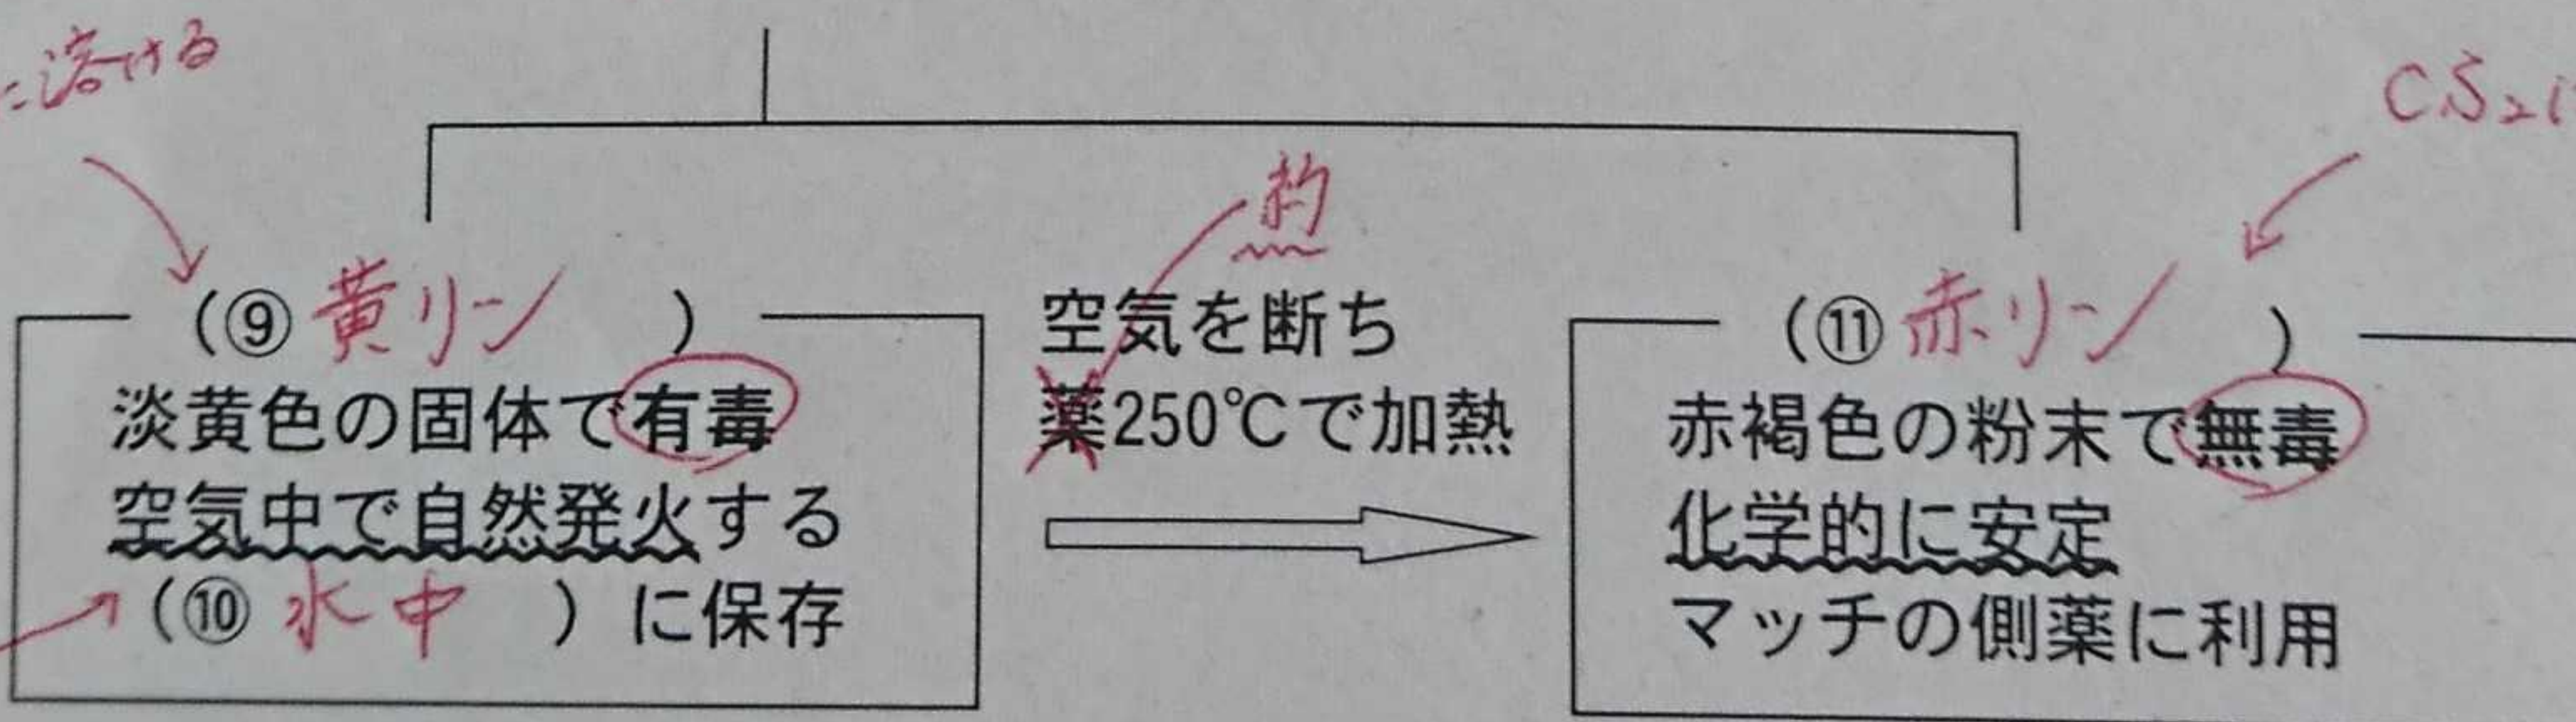 に溶ける
CS₂に
(⑨ 黄リン )
淡黄色の固体で有毒
空気中で自然発火する
(⑩ 水中 ) に保存
約
空気を断ち
薬250℃で加熱
(⑪ 赤リン )
赤褐色の粉末で無毒
化学的に安定
マッチの側薬に利用